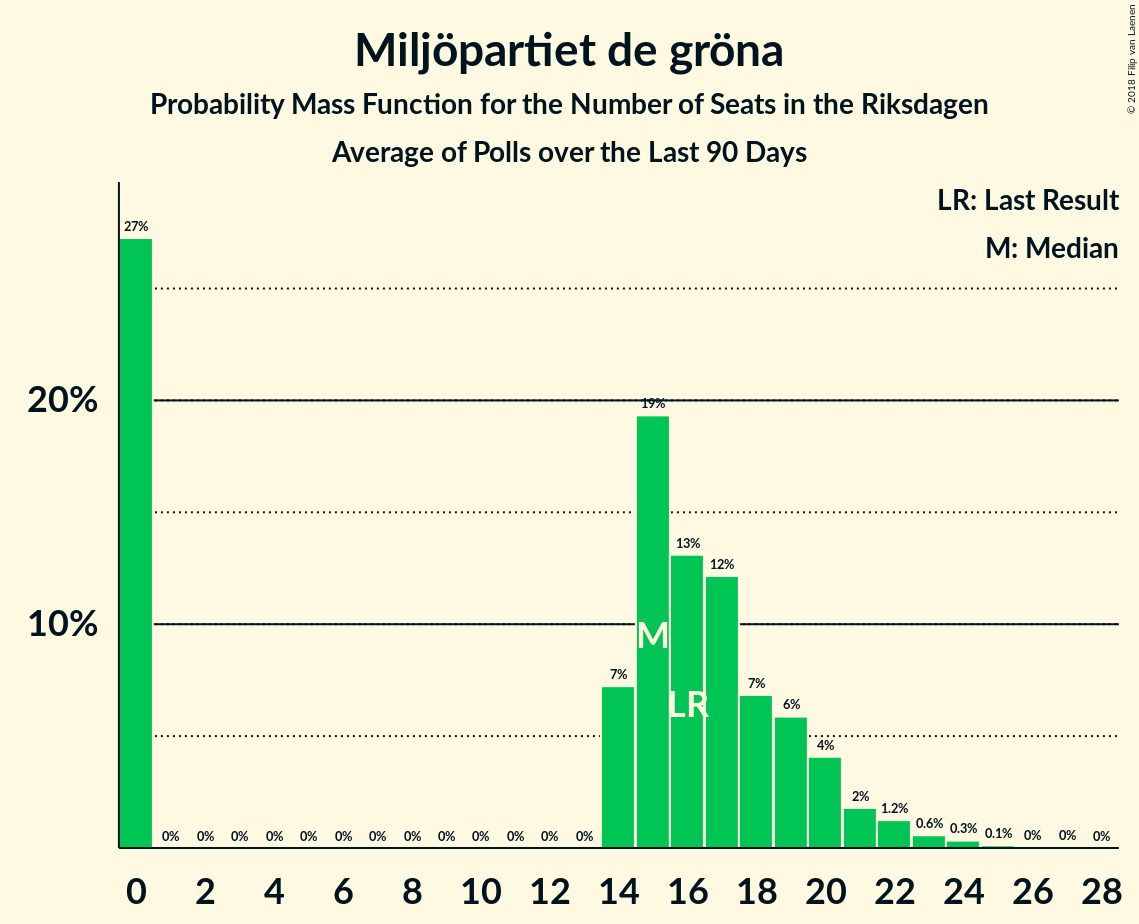 Miljöpartiet de gröna
Probability Mass Function for the Number of Seats in the Riksdagen
Average of Polls over the Last 90 Days
© 2018 Filip van Laenen
LR: Last Result
M: Median
27%
20%
19%
13%
12%
10%
M
7%
LR
7%
6%
4%
2%
1.2%
0.6%
0.3%
0.1%
0% 0% 0% 0% 0% 0% 0% 0% 0% 0% 0% 0% 0% 0% 0% 0%
0 2 4 6 8 10 12 14 16 18 20 22 24 26 28